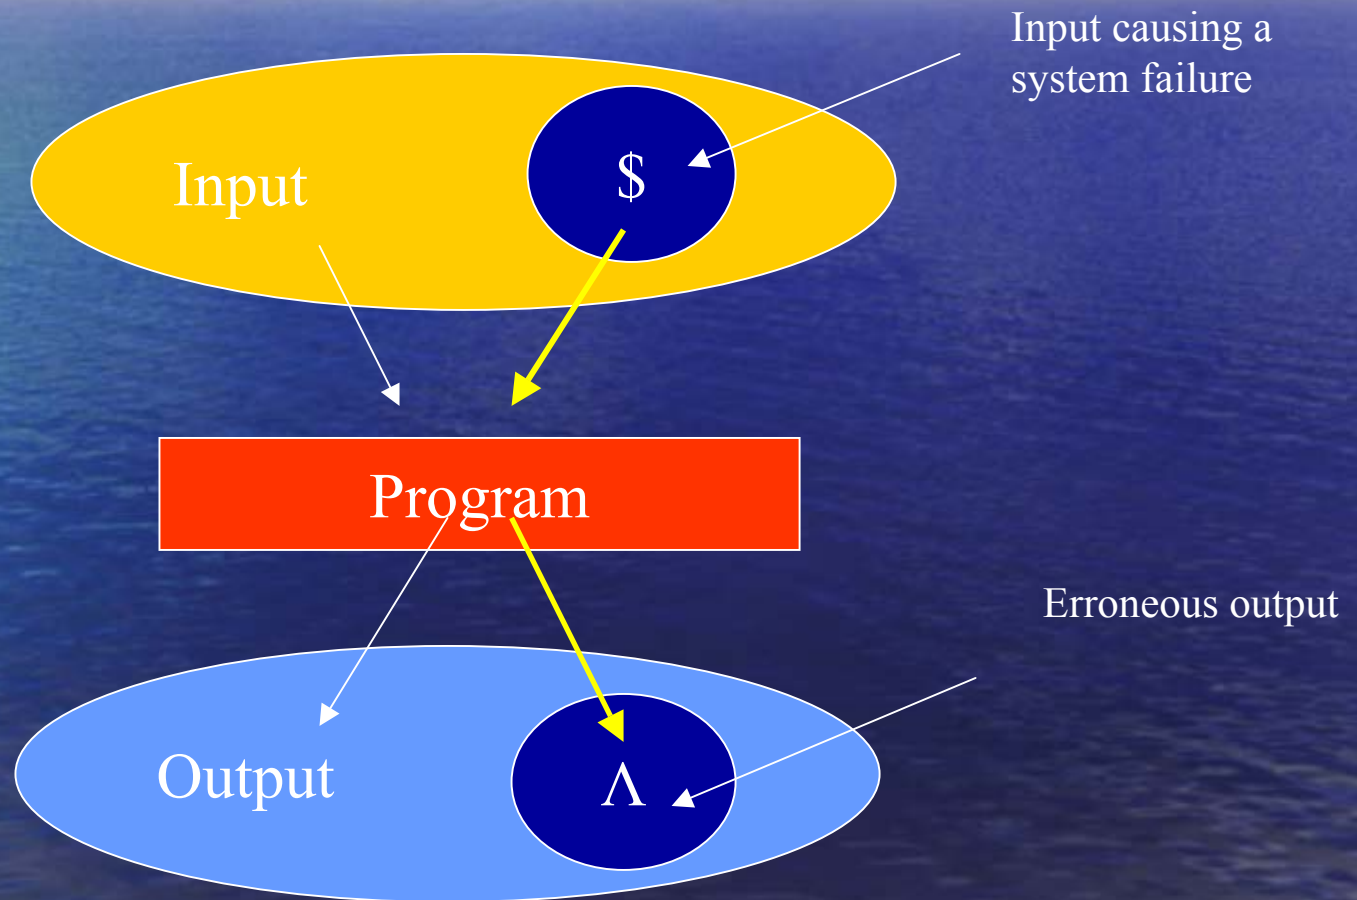 Input causing a
system failure
Input
$
Program
Erroneous output
Output
Λ